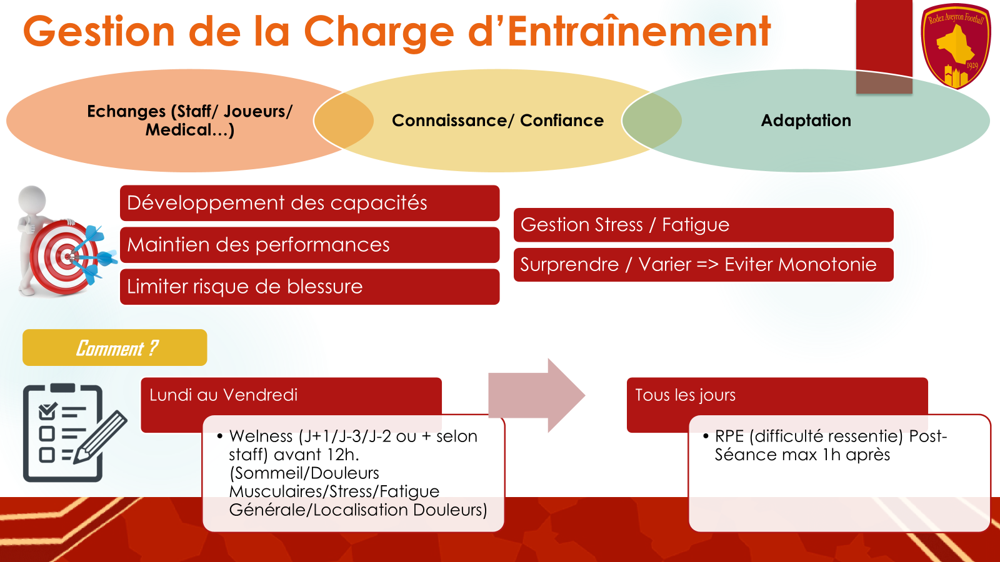 Gestion de la Charge d’Entraînement
Rodez Aveyron Football
1929
Echanges (Staff/ Joueurs/
Medical...)
Connaissance/ Confiance
Adaptation
Développement des capacités
Maintien des performances
Limiter risque de blessure
Gestion Stress / Fatigue
Surprendre / Varier => Eviter Monotonie
Comment ?
Lundi au Vendredi
• Welness (J+1/J-3/J-2 ou + selon
staff) avant 12h.
(Sommeil/Douleurs
Musculaires/Stress/Fatigue
Générale/Localisation Douleurs)
Tous les jours
• RPE (difficulté ressentie) Post-
Séance max 1h après